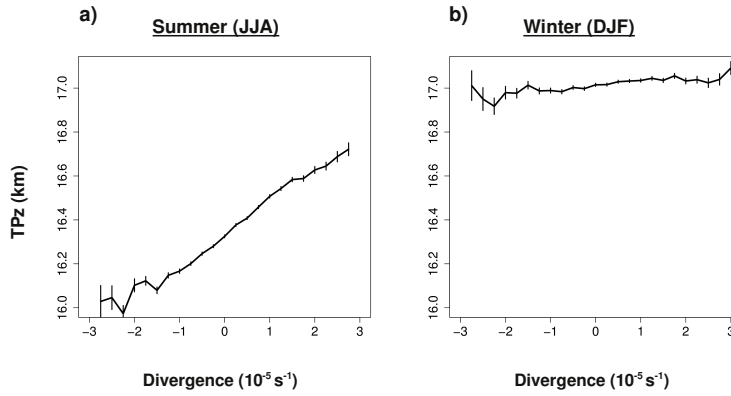 a)
Summer (JJA)
b)
Winter (DJF)
TPz (km)
17.0
16.8
16.6
16.4
16.2
16.0
−3 −2 −1 0 1 2 3
Divergence (10⁻⁵ s⁻¹)
17.0
16.8
16.6
16.4
16.2
16.0
−3 −2 −1 0 1 2 3
Divergence (10⁻⁵ s⁻¹)